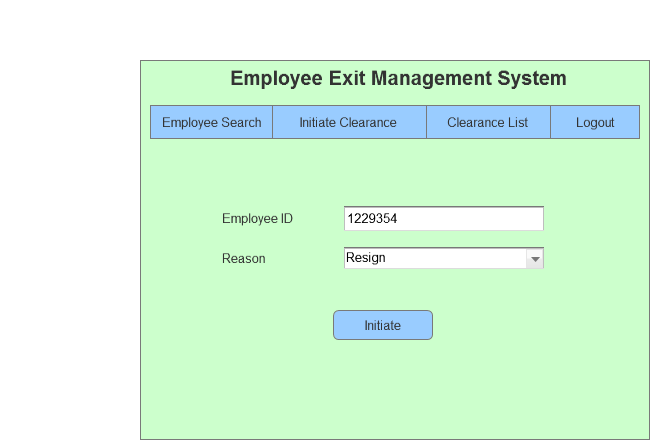 Employee Exit Management System
Employee Search Initiate Clearance Clearance List Logout
Employee ID 1229354
Reason Resign
Initiate